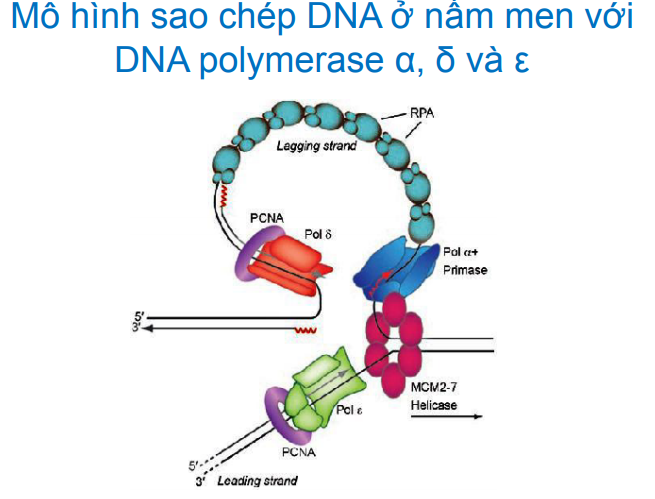 Mô hình sao chép DNA ở nấm men với
DNA polymerase α, δ và ε
RPA
Lagging strand
PCNA
Pol δ
Pol α+
Primase
5′
3′
MCM2-7
Helicase
Pol ε
PCNA
5′
3′ Leading strand